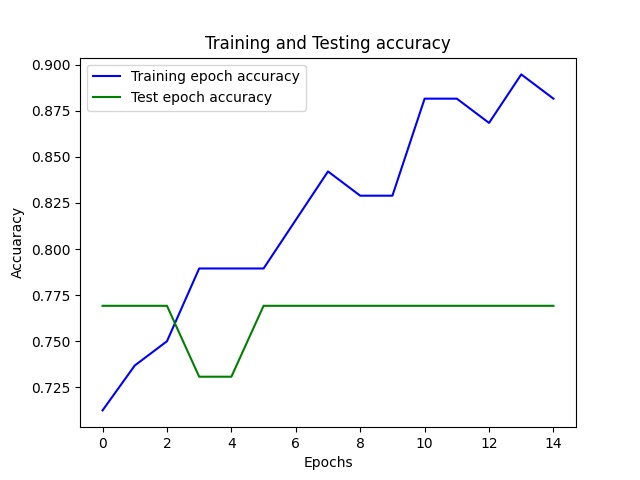 Training and Testing accuracy
Training epoch accuracy
Test epoch accuracy
0.900
0.875
0.850
0.825
0.800
0.775
0.750
0.725
Accuaracy
0 2 4 6 8 10 12 14
Epochs